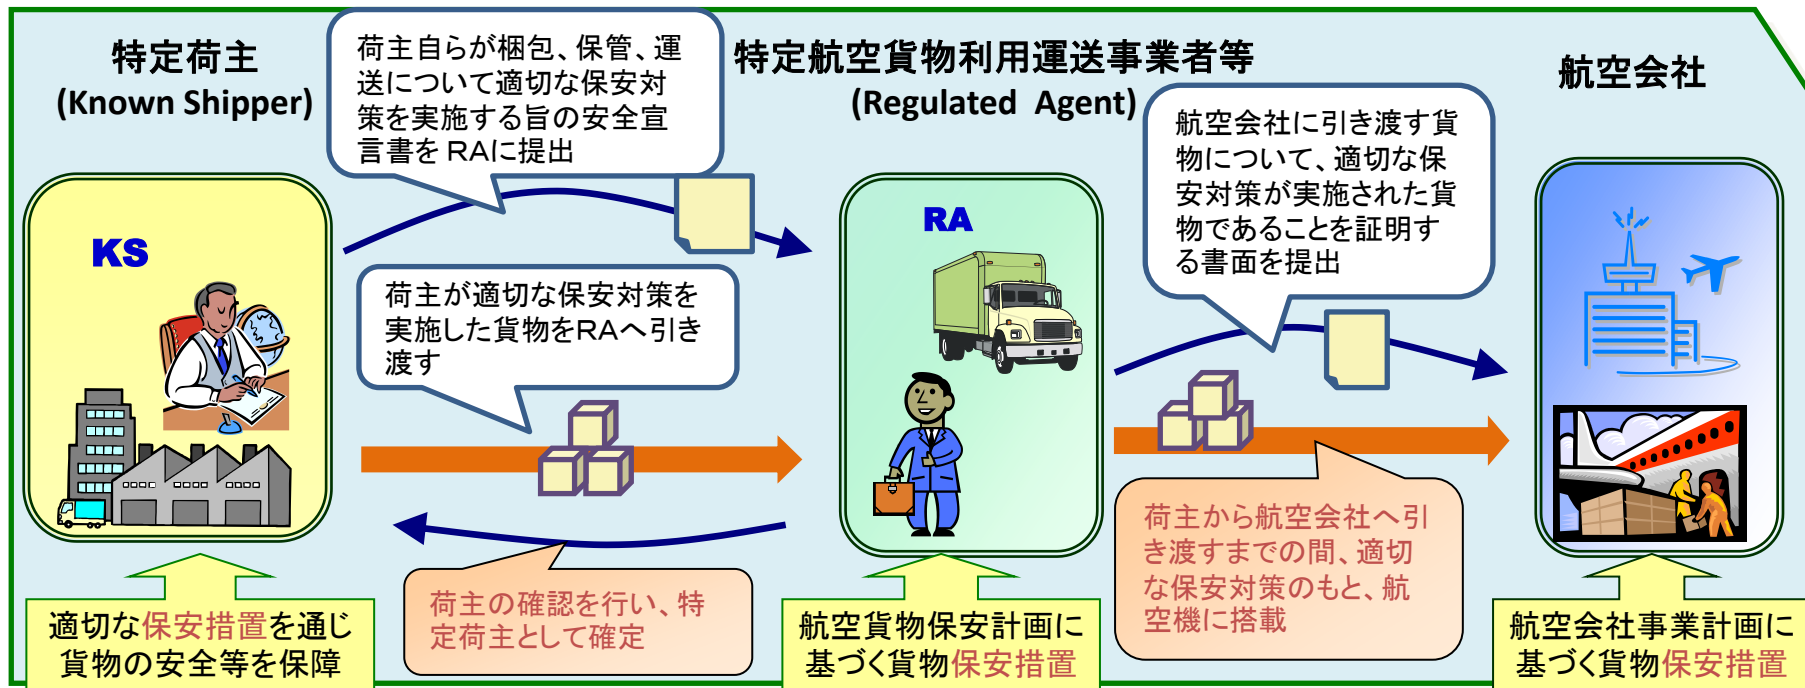 特定荷主
(Known Shipper)
荷主自らが梱包、保管、運
送について適切な保安対
策を実施する旨の安全宣
言書をRAに提出
特定航空貨物利用運送事業者等
(Regulated Agent)
航空会社に引き渡す貨
物について、適切な保
安対策が実施された貨
物であることを証明す
る書面を提出
航空会社
KS
荷主が適切な保安対策を
実施した貨物をRAへ引き
渡す
RA
荷主の確認を行い、特
定荷主として確定
荷主から航空会社へ引
き渡すまでの間、適切
な保安対策のもと、航
空機に搭載
適切な保安措置を通じ
貨物の安全等を保障
航空貨物保安計画に
基づく貨物保安措置
航空会社事業計画に
基づく貨物保安措置